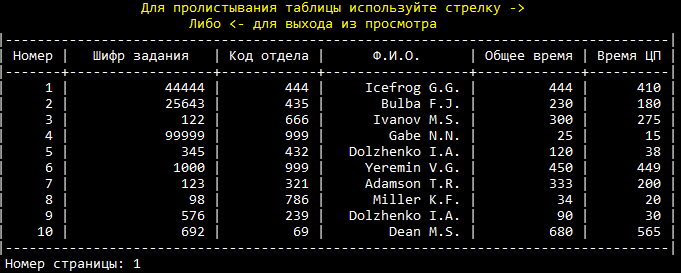 Для пролистывания таблицы используйте стрелку ->
Либо <- для выхода из просмотра
|------------------------------------------------------------------------------------|
| Номер | Шифр задания | Код отдела | Ф.И.О. | Общее время | Время ЦП |
|-------+------------------+------------+-----------------+-------------+----------|
| 1 | 44444 | 444 | Icefrog G.G. | 444 | 410 |
| 2 | 25643 | 435 | Bulba F.J. | 230 | 180 |
| 3 | 122 | 666 | Ivanov M.S. | 300 | 275 |
| 4 | 99999 | 999 | Gabe N.N. | 25 | 15 |
| 5 | 345 | 432 | Dolzhenko I.A. | 120 | 38 |
| 6 | 1000 | 999 | Yeremin V.G. | 450 | 449 |
| 7 | 123 | 321 | Adamson T.R. | 333 | 200 |
| 8 | 98 | 786 | Miller K.F. | 34 | 20 |
| 9 | 576 | 239 | Dolzhenko I.A. | 90 | 30 |
| 10 | 692 | 69 | Dean M.S. | 680 | 565 |
|------------------------------------------------------------------------------------|
Номер страницы: 1